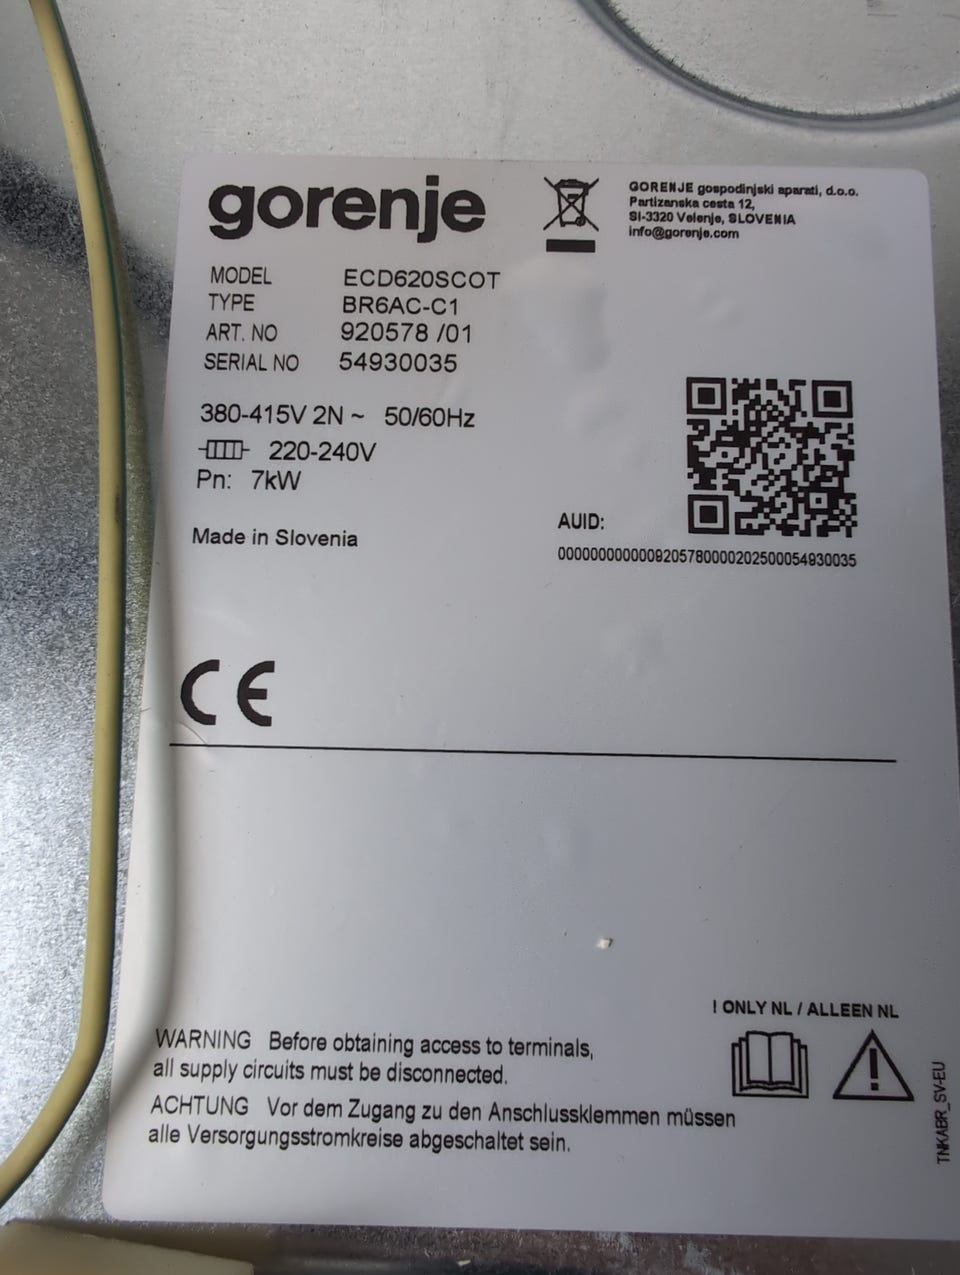 gorenje
GORENJE gospodinjski aparati, d.o.o.
Partizanska cesta 12,
SI-3320 Velenje, SLOVENIA
info@gorenje.com
MODEL ECD620SCOT
TYPE BR6AC-C1
ART. NO 920578 /01
SERIAL NO 54930035
380-415V 2N ~ 50/60Hz
220-240V
Pn: 7kW
Made in Slovenia
AUID:
0000000000009205780000202500054930035
CE
! ONLY NL / ALLEEN NL
WARNING Before obtaining access to terminals,
all supply circuits must be disconnected.
ACHTUNG Vor dem Zugang zu den Anschlussklemmen müssen
alle Versorgungsstromkreise abgeschaltet sein.
TNKABR_SV-EU